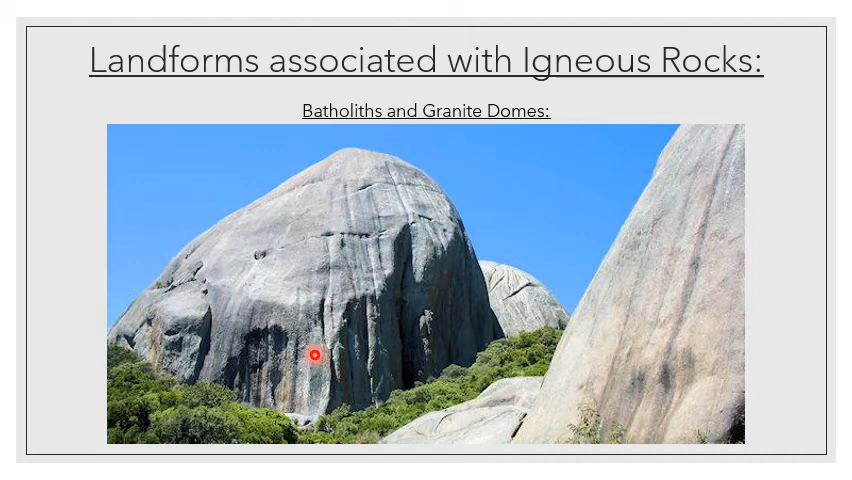 Landforms associated with Igneous Rocks:
Batholiths and Granite Domes: